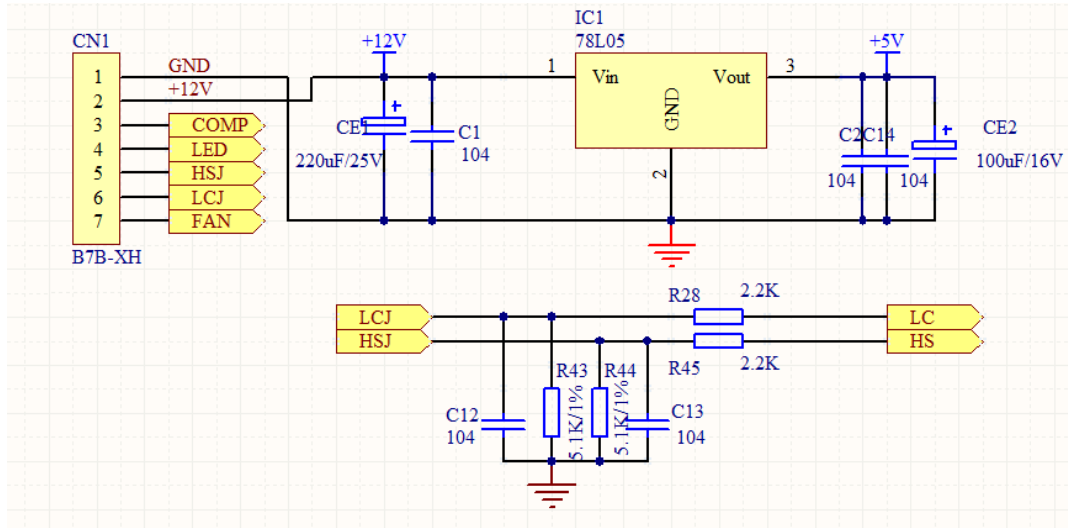 IC1
CN1
+12V
78L05
+5V
1
GND
1
Vin
Vout
3
2
+12V
GND
3
COMP
CE1
C1
C2
C14
CE2
4
LED
220uF/25V
104
100uF/16V
5
HSJ
2
104
104
6
LCJ
7
FAN
B7B-XH
R28
2.2K
LCJ
LC
HSJ
HS
R43
R44
R45
2.2K
C12
104
5.1K/1%
5.1K/1%
C13
104